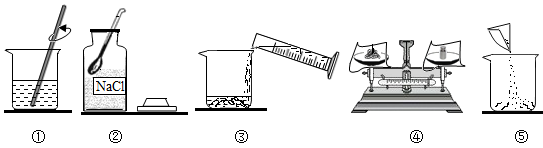 NaCl
① ② ③ ④ ⑤